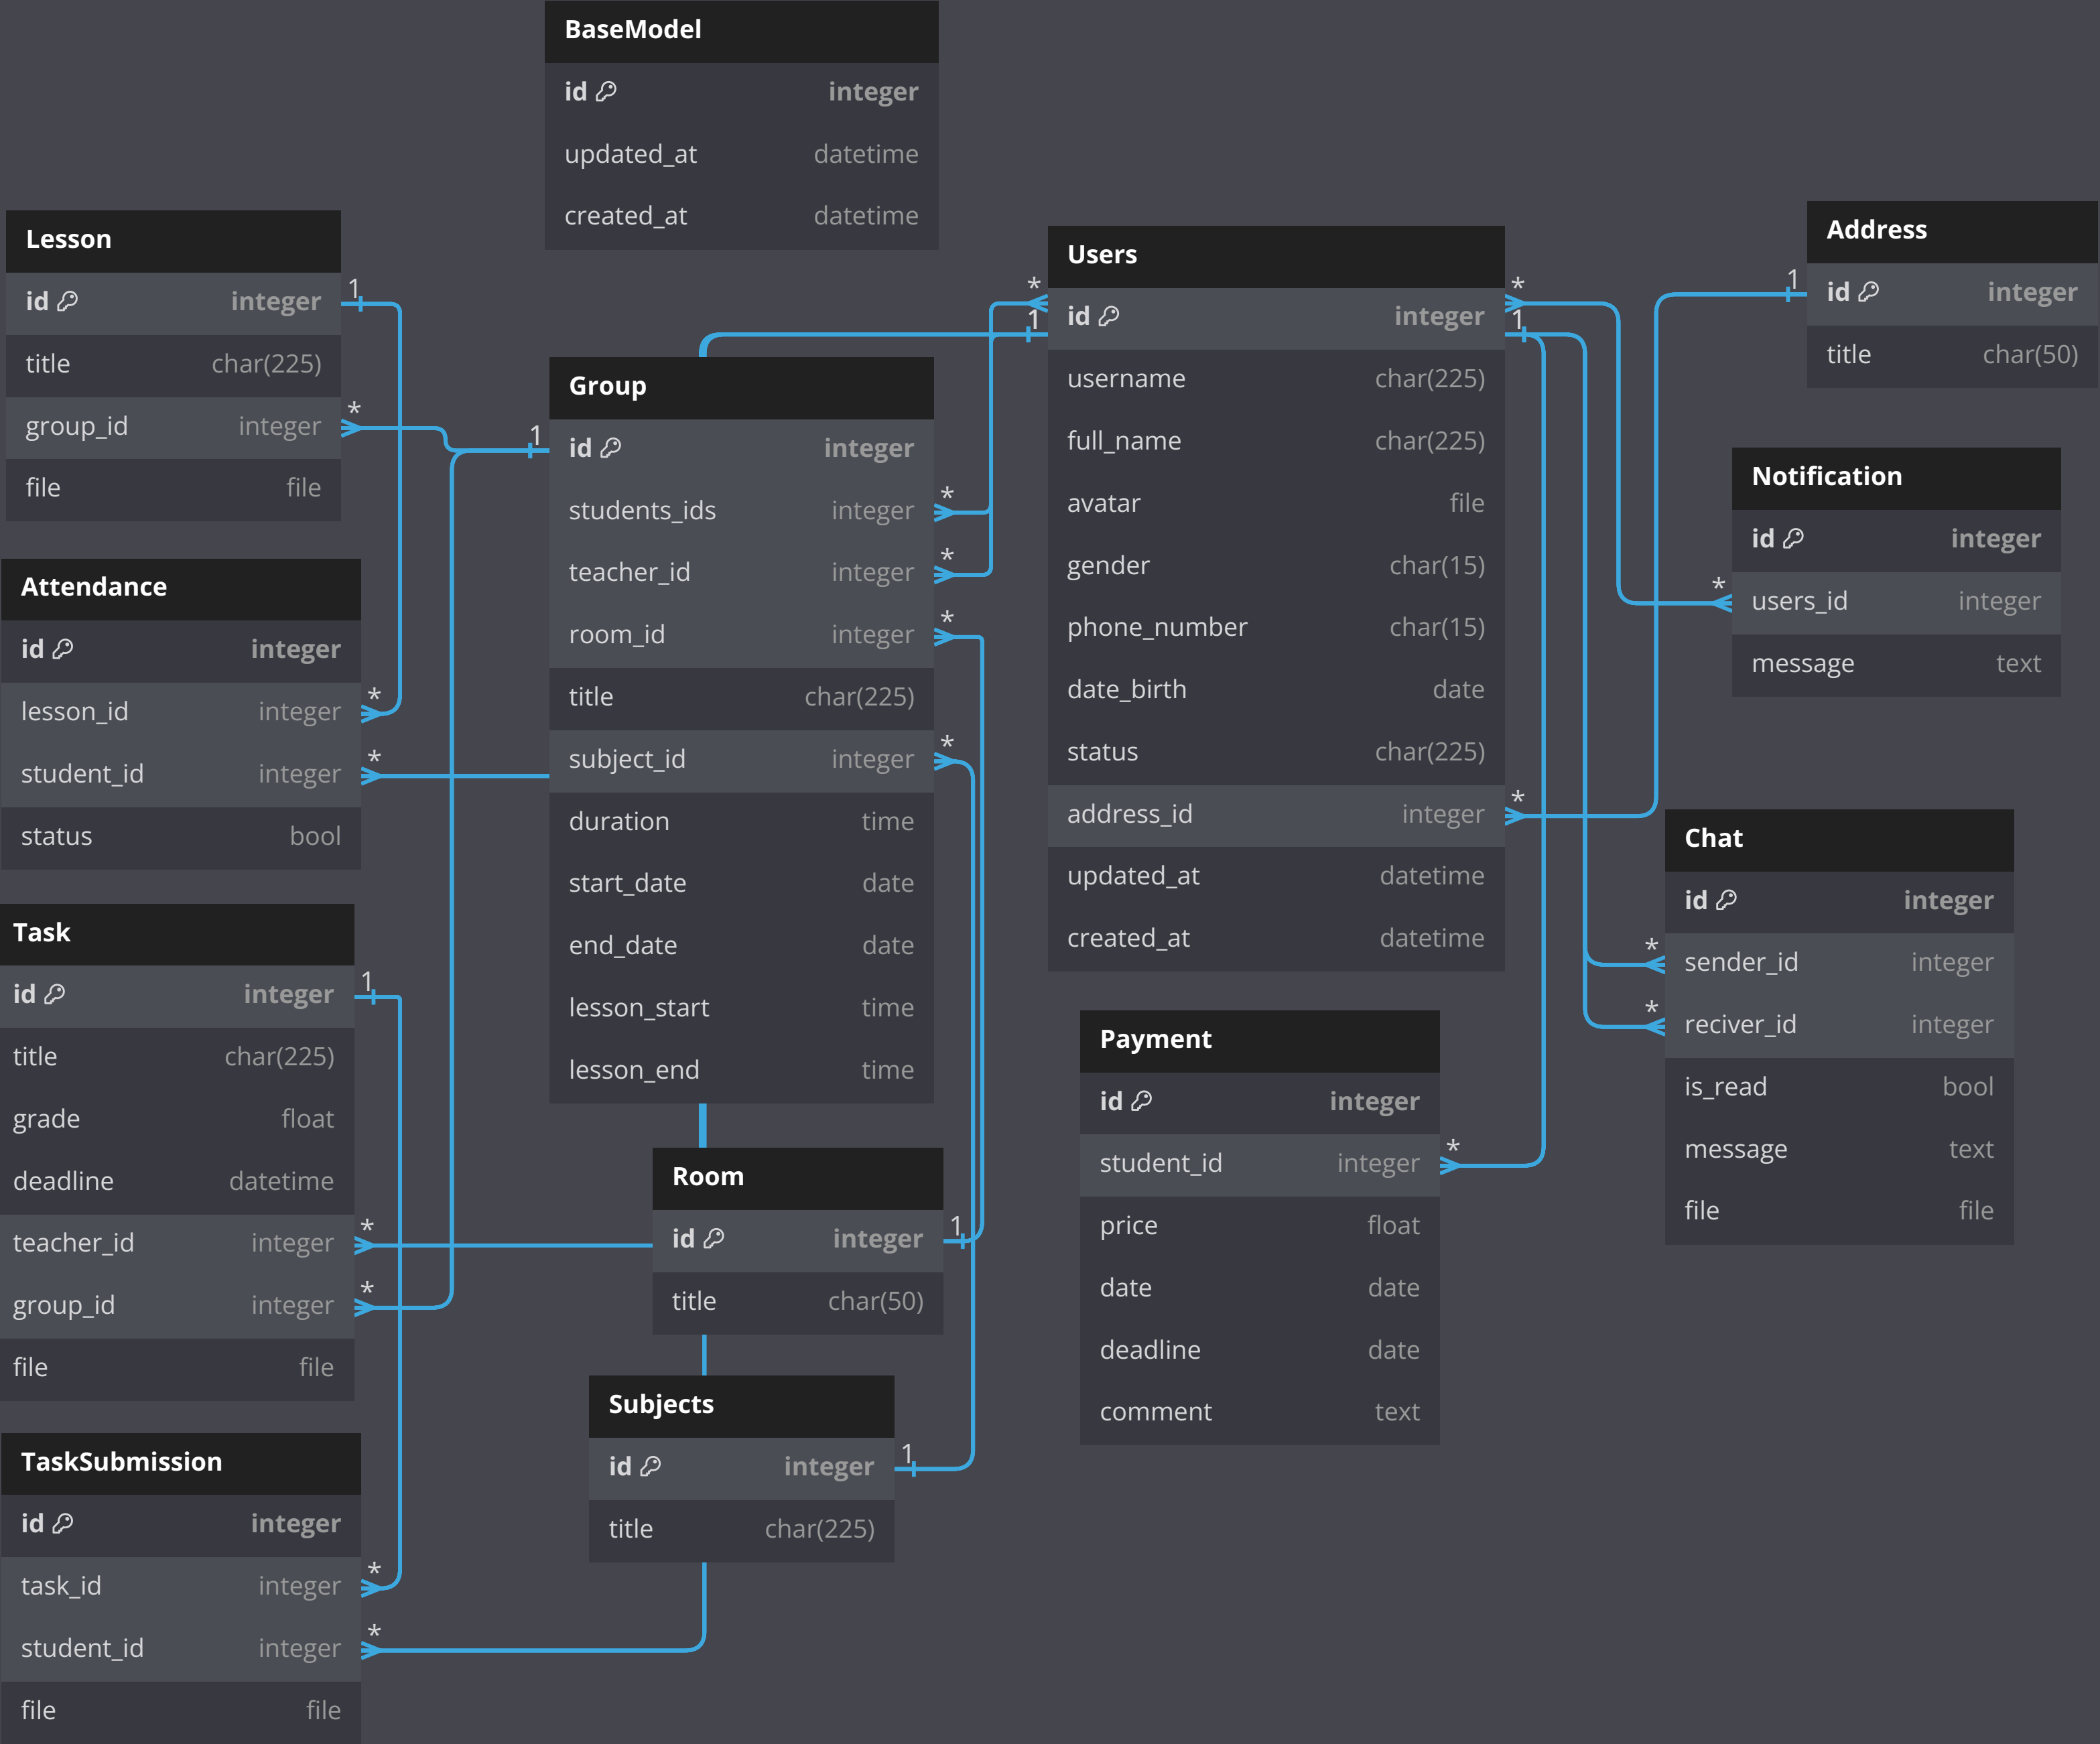 BaseModel
id integer
updated_at datetime
created_at datetime
Lesson
id integer 1
title char(225)
group_id integer *
file file
Attendance
id integer
lesson_id integer *
student_id integer *
status bool
Task
id integer 1
title char(225)
grade float
deadline datetime
teacher_id integer *
group_id integer *
file file
TaskSubmission
id integer
task_id integer *
student_id integer *
file file
Group
1 id integer
students_ids integer *
teacher_id integer *
room_id integer *
title char(225)
subject_id integer *
duration time
start_date date
end_date date
lesson_start time
lesson_end time
Room
id integer 1
title char(50)
Subjects
id integer 1
title char(225)
Users
* *
1 id integer 1
username char(225)
full_name char(225)
avatar file
gender char(15)
phone_number char(15)
date_birth date
status char(225)
address_id integer *
updated_at datetime
created_at datetime
Payment
id integer
student_id integer *
price float
date date
deadline date
comment text
Address
1 id integer
title char(50)
Notification
id integer
* users_id integer
message text
Chat
id integer
* sender_id integer
* reciver_id integer
is_read bool
message text
file file